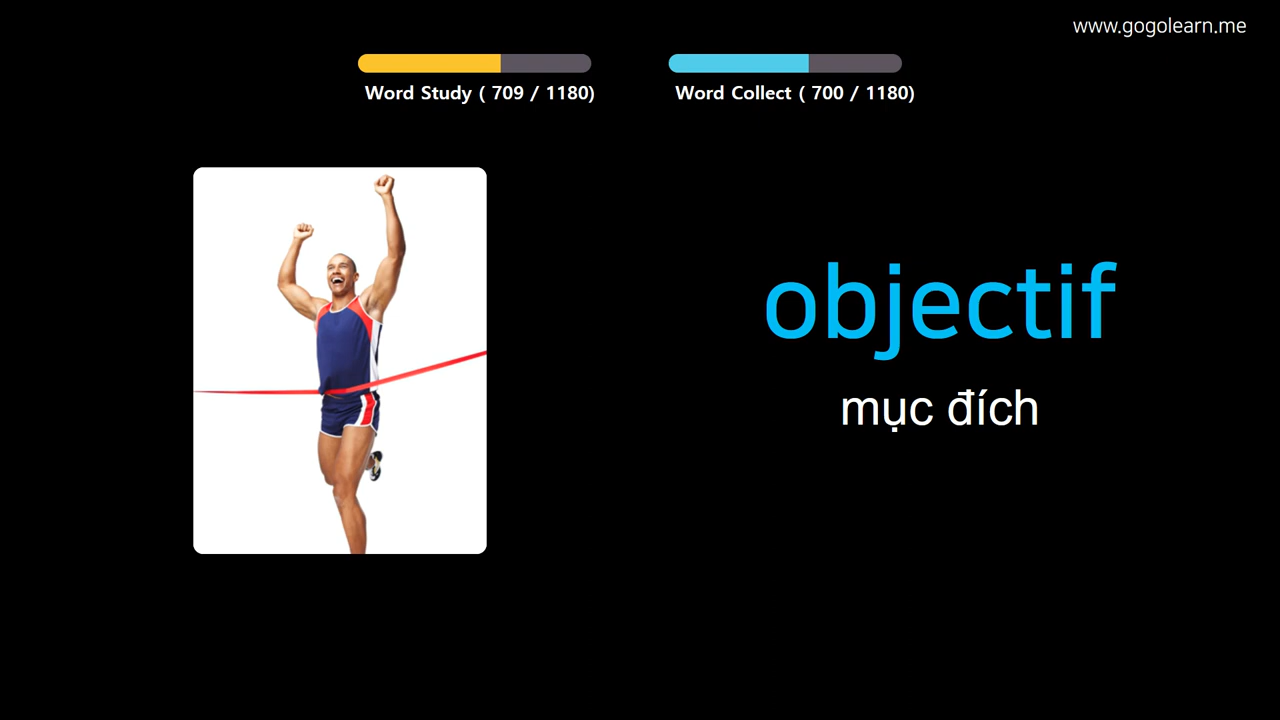 www.gogolearn.me
Word Study ( 709 / 1180)
Word Collect ( 700 / 1180)
objectif
mục đích